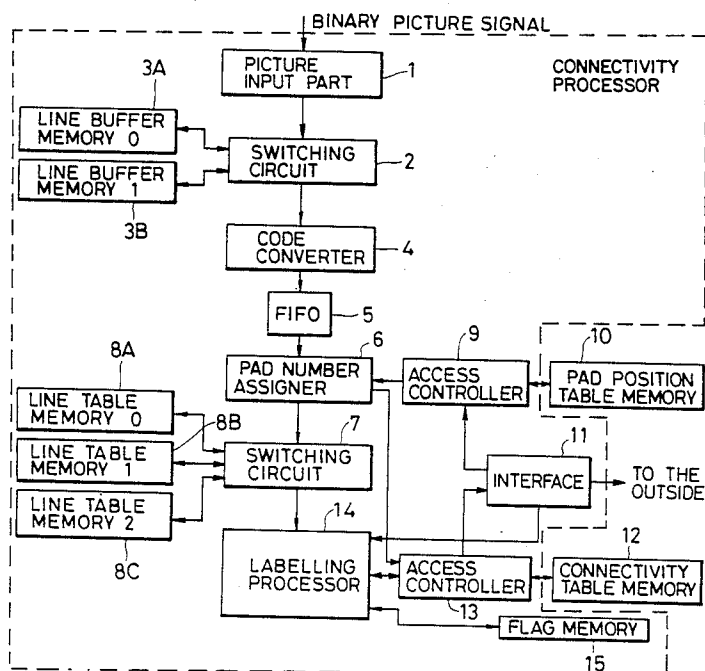 BINARY PICTURE SIGNAL
PICTURE
INPUT PART
1
CONNECTIVITY
PROCESSOR
3A
LINE BUFFER
MEMORY 0
SWITCHING
CIRCUIT
2
LINE BUFFER
MEMORY 1
3B
CODE
CONVERTER
4
FIFO
5
6
9
10
8A
PAD NUMBER
ASSIGNER
ACCESS
CONTROLLER
PAD POSITION
TABLE MEMORY
LINE TABLE
MEMORY 0
8B
7
11
LINE TABLE
MEMORY 1
SWITCHING
CIRCUIT
INTERFACE
TO THE
OUTSIDE
LINE TABLE
MEMORY 2
8C
14
12
LABELLING
PROCESSOR
ACCESS
CONTROLLER
13
CONNECTIVITY
TABLE MEMORY
FLAG MEMORY
15